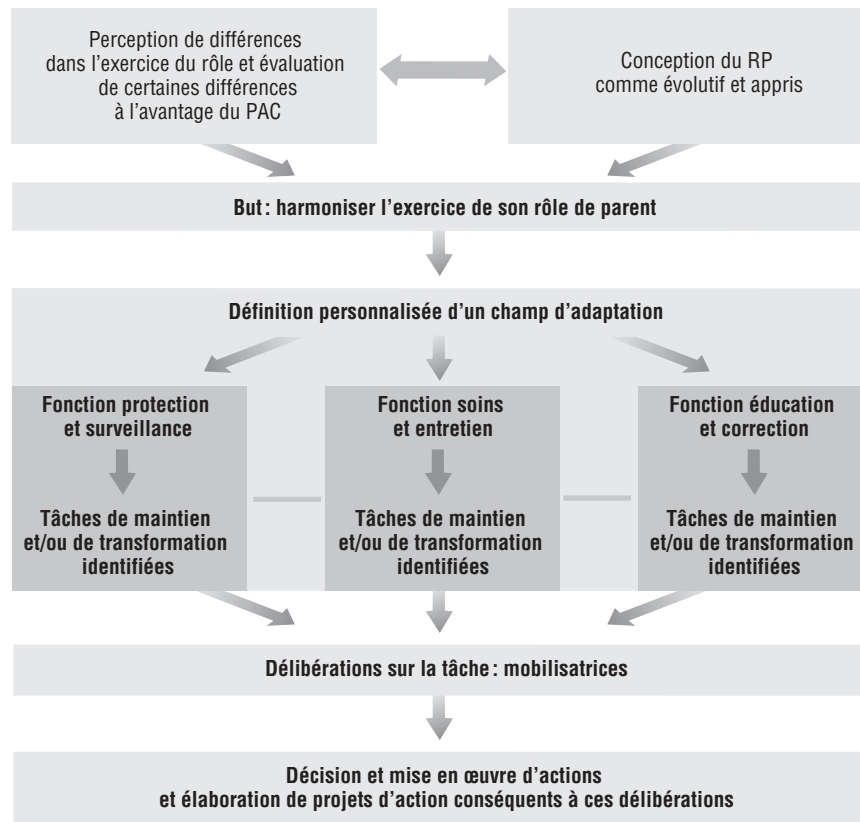 Perception de différences
dans l’exercice du rôle et évaluation
de certaines différences
à l’avantage du PAC
Conception du RP
comme évolutif et appris
But : harmoniser l’exercice de son rôle de parent
Définition personnalisée d’un champ d’adaptation
Fonction protection
et surveillance
Tâches de maintien
et/ou de transformation
identifiées
Fonction soins
et entretien
Tâches de maintien
et/ou de transformation
identifiées
Fonction éducation
et correction
Tâches de maintien
et/ou de transformation
identifiées
Délibérations sur la tâche : mobilisatrices
Décision et mise en œuvre d’actions
et élaboration de projets d’action conséquents à ces délibérations